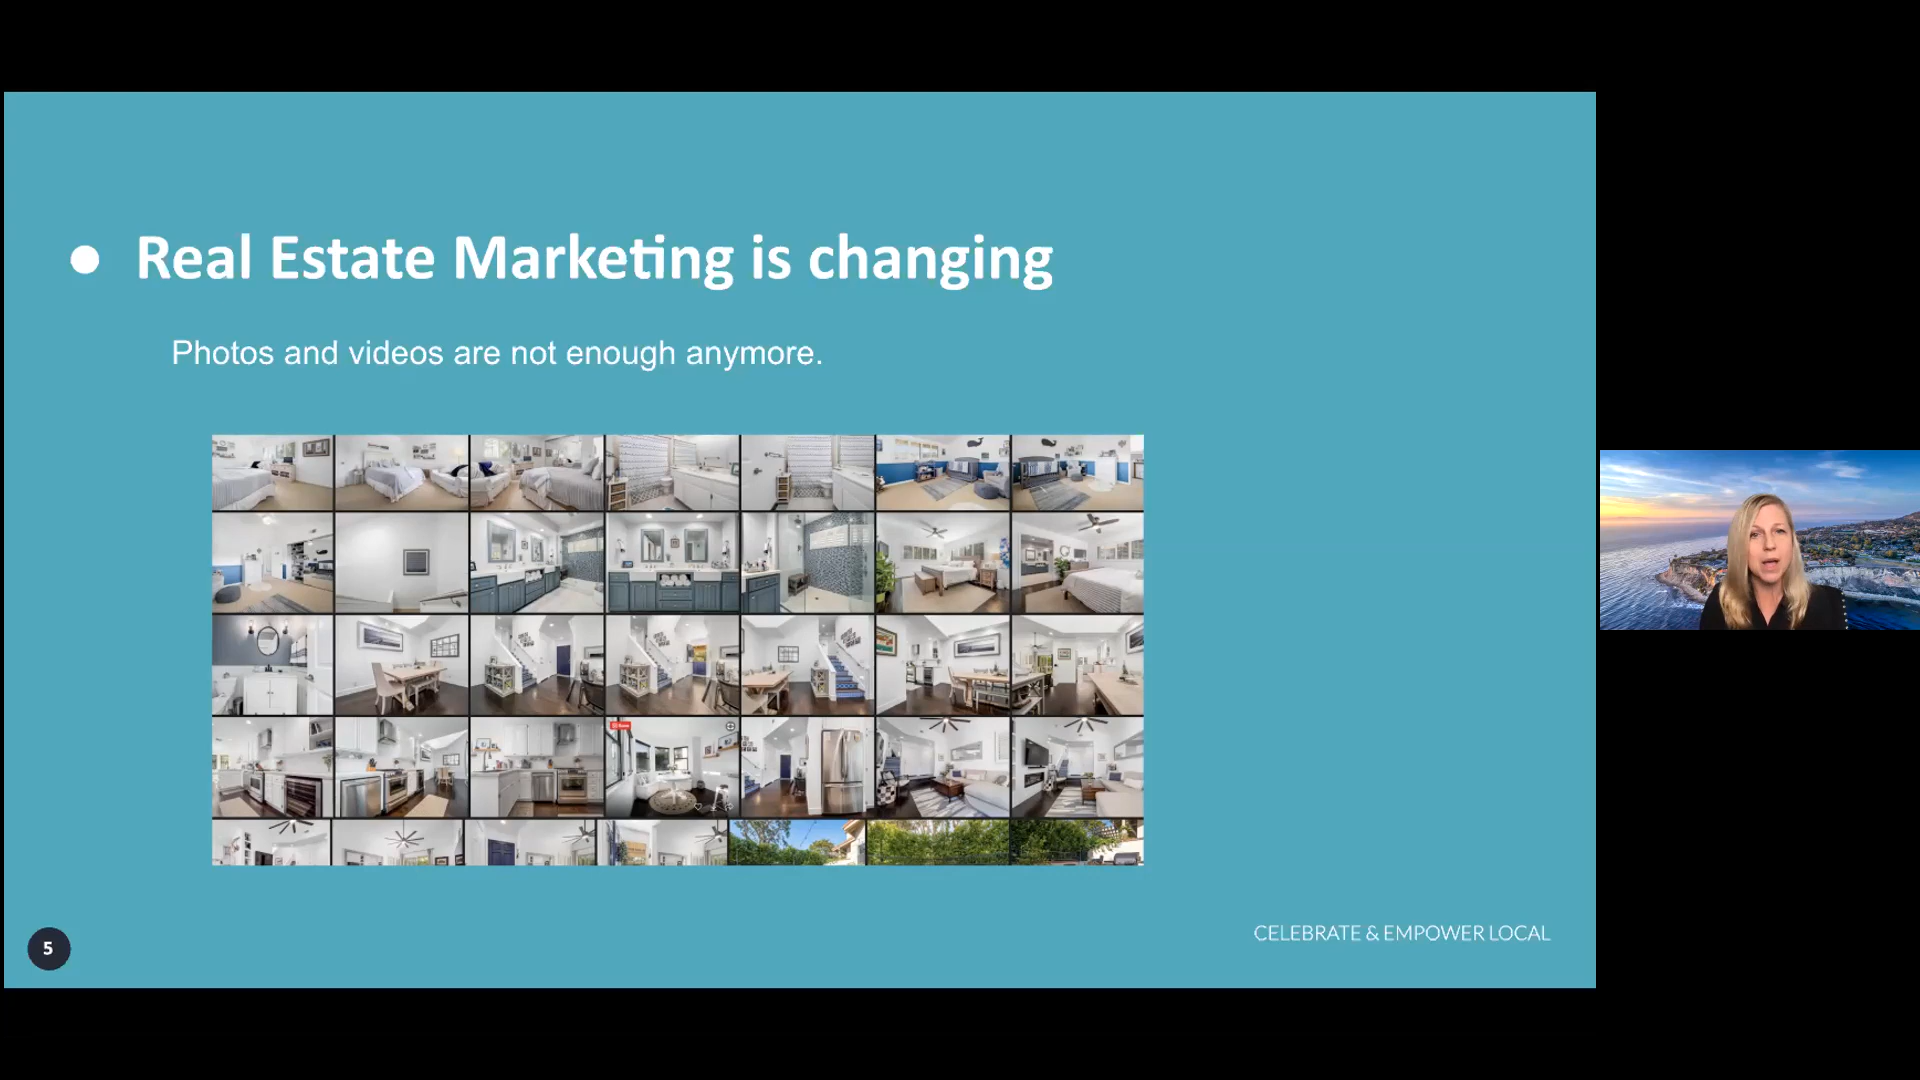 Real Estate Marketing is changing
Photos and videos are not enough anymore.
CELEBRATE & EMPOWER LOCAL
5